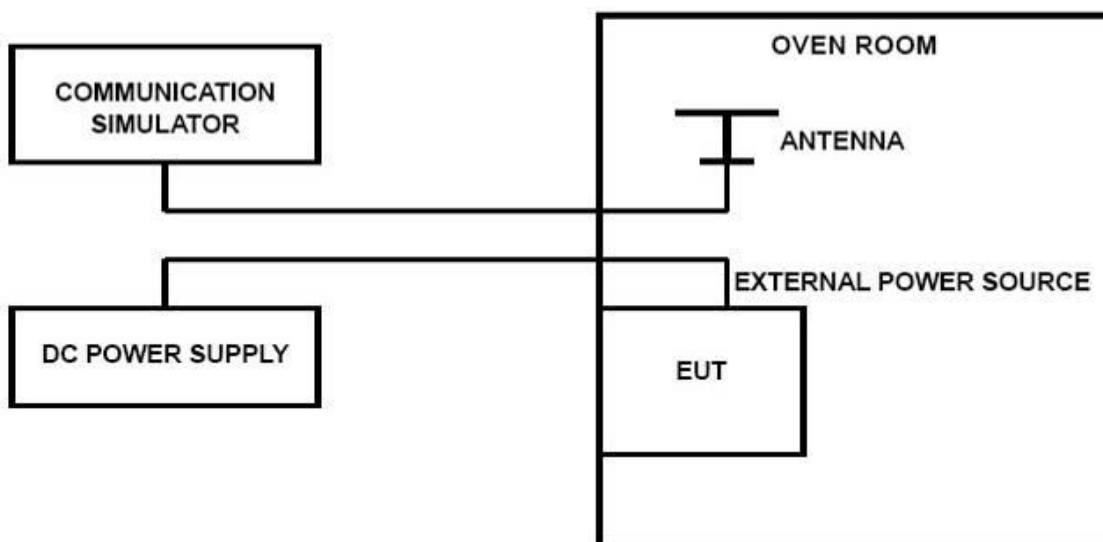 OVEN ROOM
COMMUNICATION
SIMULATOR
ANTENNA
EXTERNAL POWER SOURCE
DC POWER SUPPLY
EUT